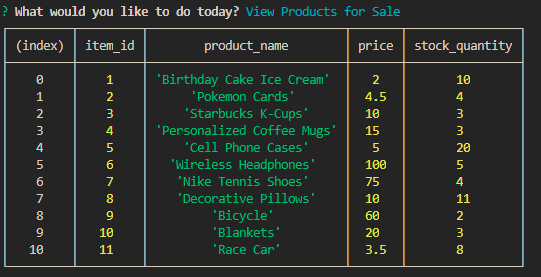 ? What would you like to do today? View Products for Sale
(index) item_id product_name price stock_quantity
0 1 'Birthday Cake Ice Cream' 2 10
1 2 'Pokemon Cards' 4.5 4
2 3 'Starbucks K-Cups' 10 3
3 4 'Personalized Coffee Mugs' 15 3
4 5 'Cell Phone Cases' 5 20
5 6 'Wireless Headphones' 100 5
6 7 'Nike Tennis Shoes' 75 4
7 8 'Decorative Pillows' 10 11
8 9 'Bicycle' 60 2
9 10 'Blankets' 20 3
10 11 'Race Car' 3.5 8